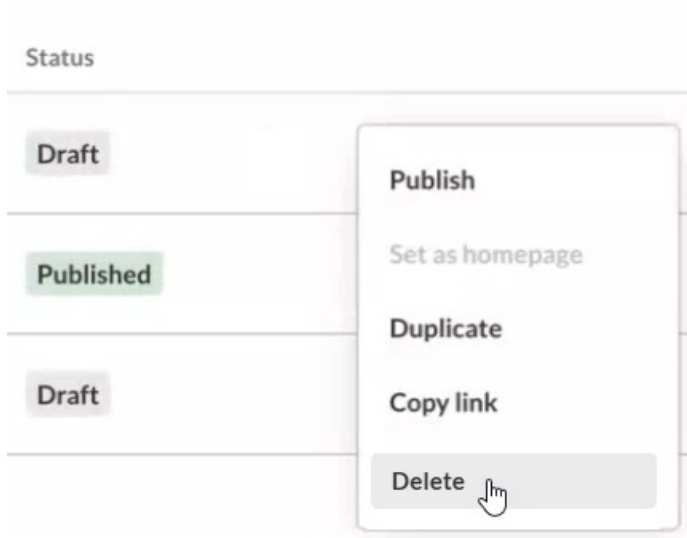 Status
Draft
Published
Draft
Publish
Set as homepage
Duplicate
Copy link
Delete